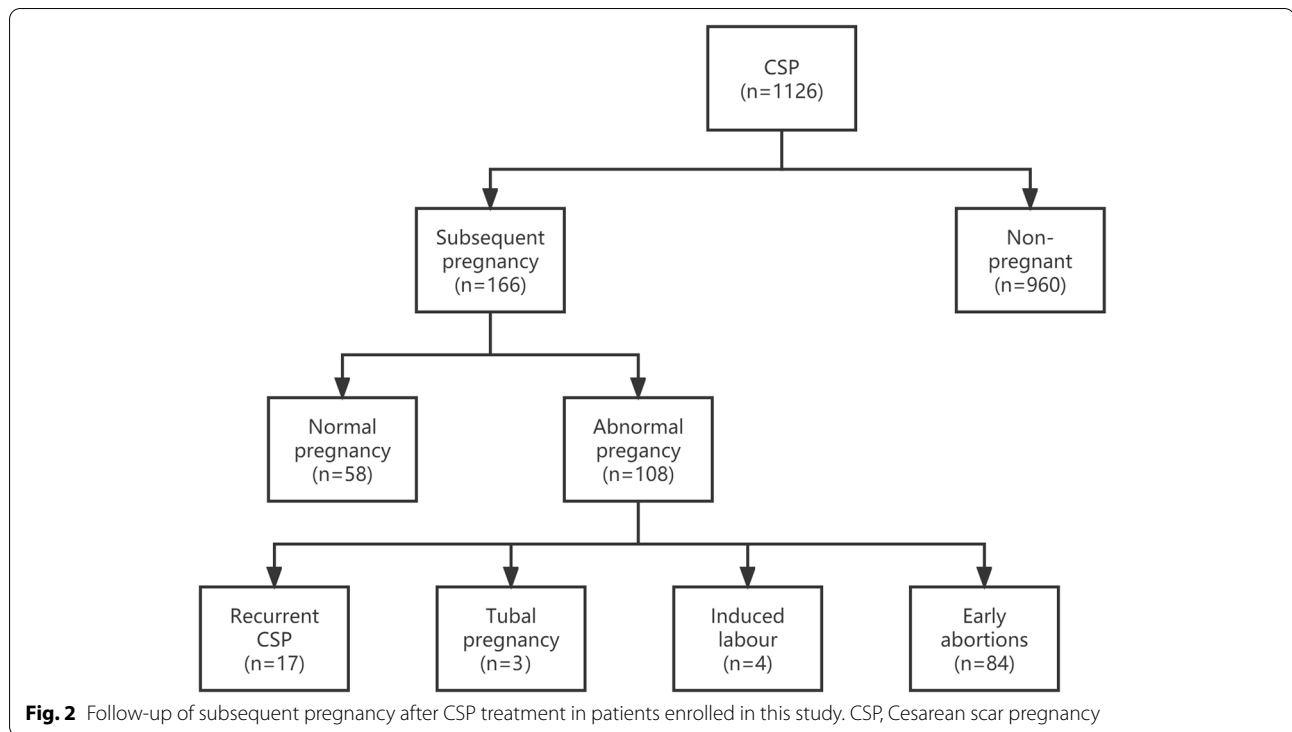 CSP
(n=1126)
Subsequent
pregnancy
(n=166)
Non-
pregnant
(n=960)
Normal
pregnancy
(n=58)
Abnormal
pregancy
(n=108)
Recurrent
CSP
(n=17)
Tubal
pregnancy
(n=3)
Induced
labour
(n=4)
Early
abortions
(n=84)
Fig. 2 Follow-up of subsequent pregnancy after CSP treatment in patients enrolled in this study. CSP, Cesarean scar pregnancy